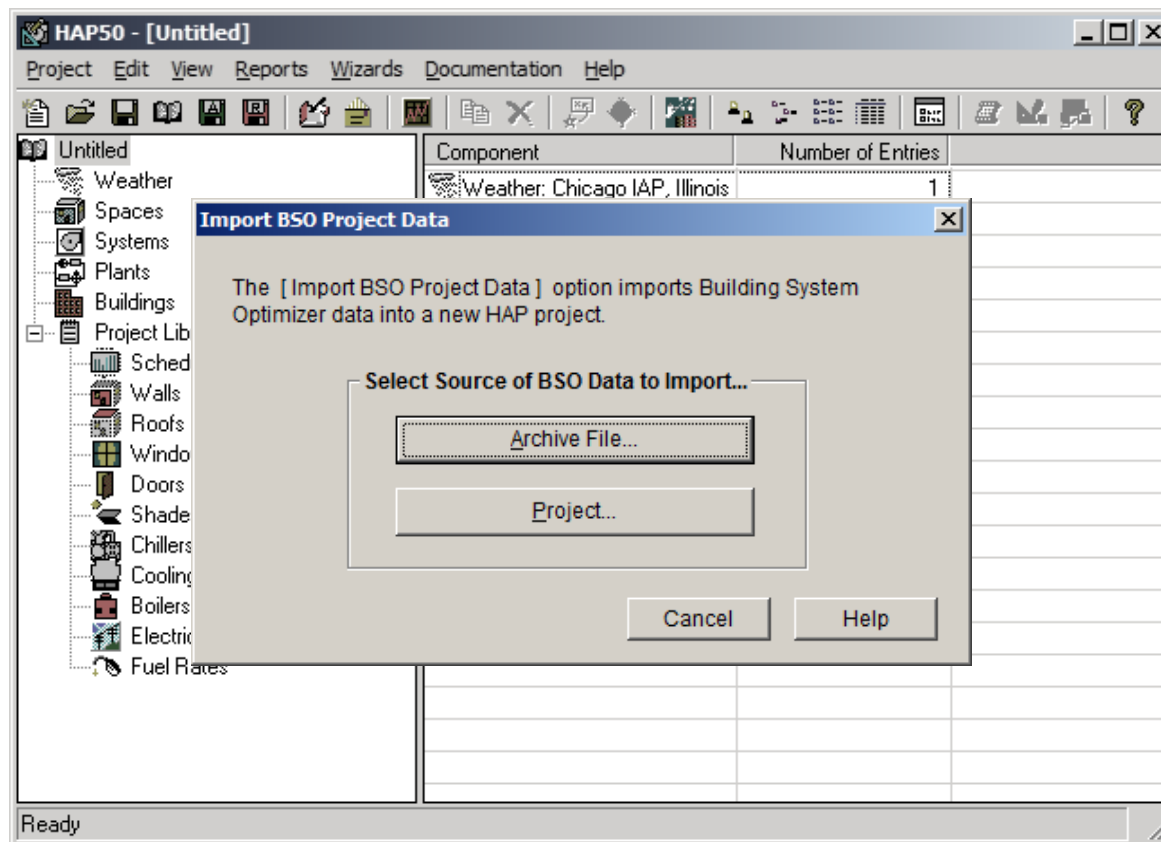 HAP50 - [Untitled]
Project Edit View Reports Wizards Documentation Help
Untitled
Component Number of Entries
Weather
Weather: Chicago IAP, Illinois 1
Spaces
Systems
Plants
Buildings
Project Lib
Sched
Walls
Roofs
Windo
Doors
Shade
Chillers
Cooling
Boilers
Electric
Fuel Rates
Import BSO Project Data
The [ Import BSO Project Data ] option imports Building System
Optimizer data into a new HAP project.
Select Source of BSO Data to Import...
Archive File...
Project...
Cancel Help
Ready